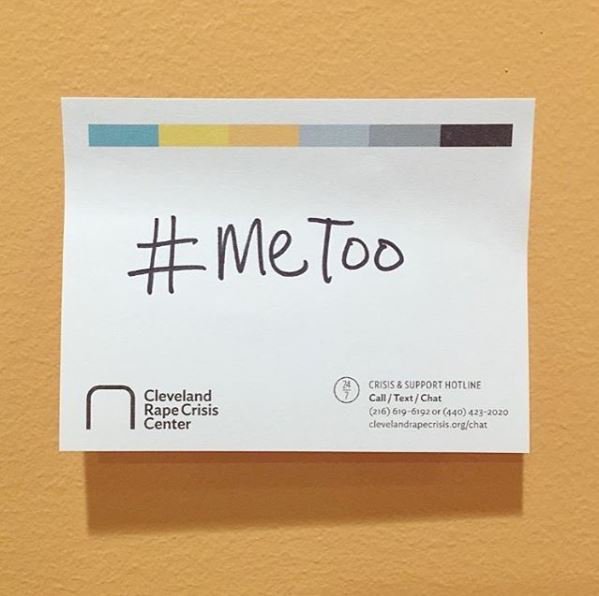 #MeToo
Cleveland
Rape Crisis
Center
24
7
CRISIS & SUPPORT HOTLINE
Call / Text / Chat
(216) 619-6192 or (440) 423-2020
clevelandrapecrisis.org/chat